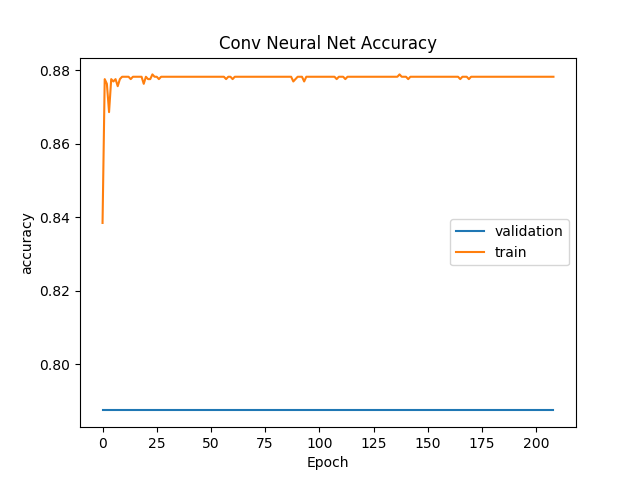 Conv Neural Net Accuracy
accuracy
0.88
0.86
0.84
0.82
0.80
validation
train
0 25 50 75 100 125 150 175 200
Epoch